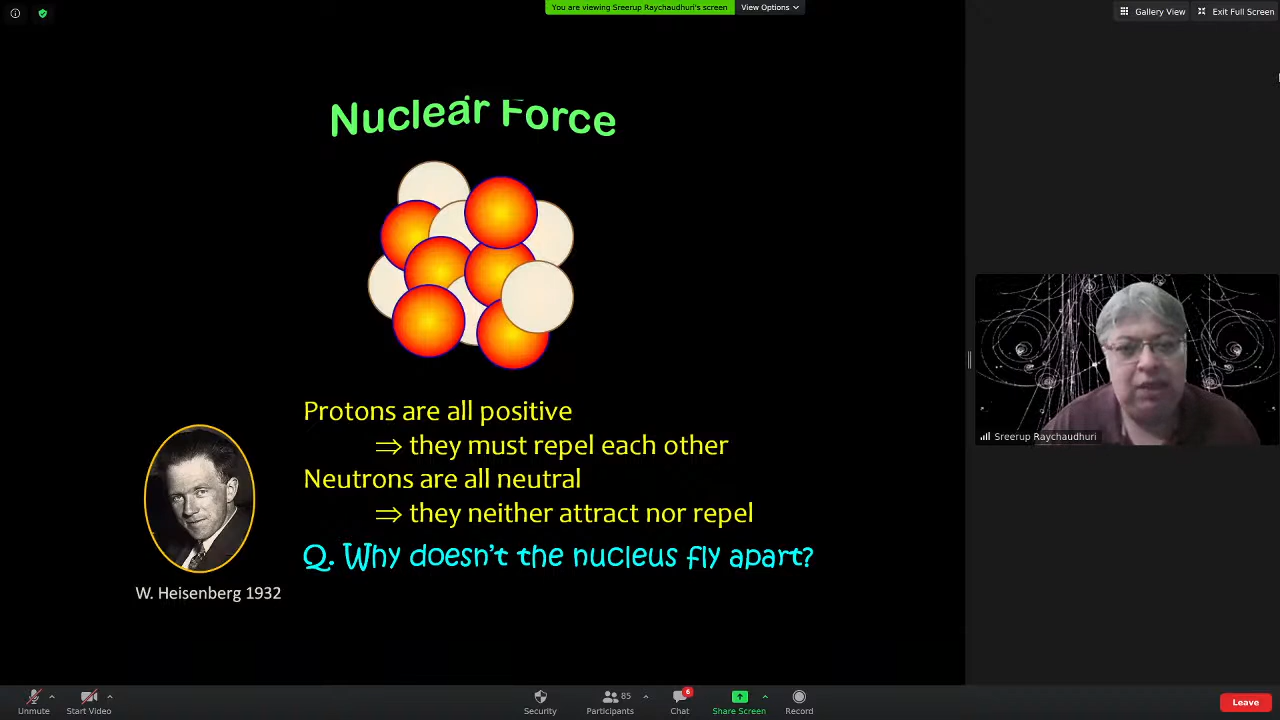 You are viewing Sreerup Raychaudhuri's screen
View Options
Gallery View
Exit Full Screen
Nuclear Force
Protons are all positive
⇒ they must repel each other
Neutrons are all neutral
⇒ they neither attract nor repel
Q. Why doesn't the nucleus fly apart?
W. Heisenberg 1932
Sreerup Raychaudhuri
Unmute
Start Video
Security
Participants
85
Chat
6
Share Screen
Record
Leave